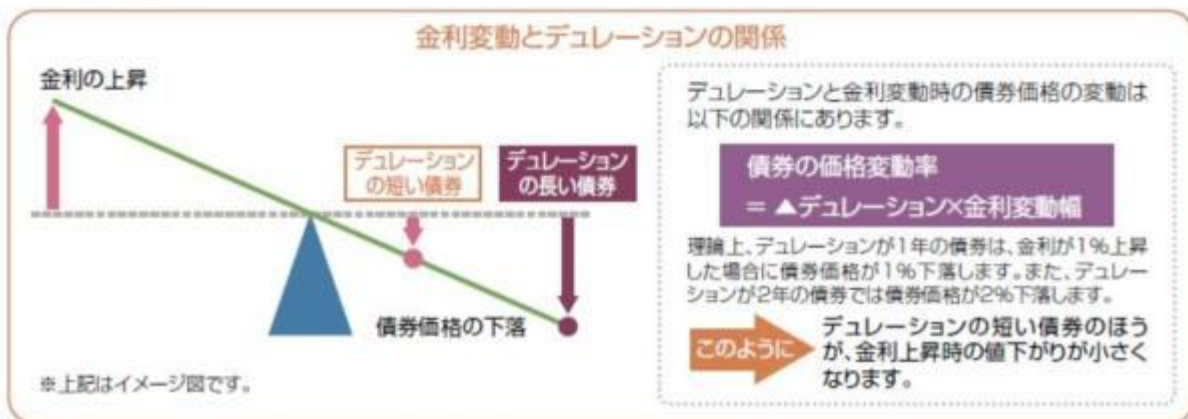 金利変動とデュレーションの関係
金利の上昇
デュレーション
の短い債券
デュレーション
の長い債券
債券価格の下落
※上記はイメージ図です。
デュレーションと金利変動時の債券価格の変動は
以下の関係にあります。
債券の価格変動率
= ▲デュレーション×金利変動幅
理論上、デュレーションが1年の債券は、金利が1%上昇
した場合に債券価格が1%下落します。また、デュレー
ションが2年の債券では債券価格が2%下落します。
このように
デュレーションの短い債券のほう
が、金利上昇時の値下がりが小さく
なります。